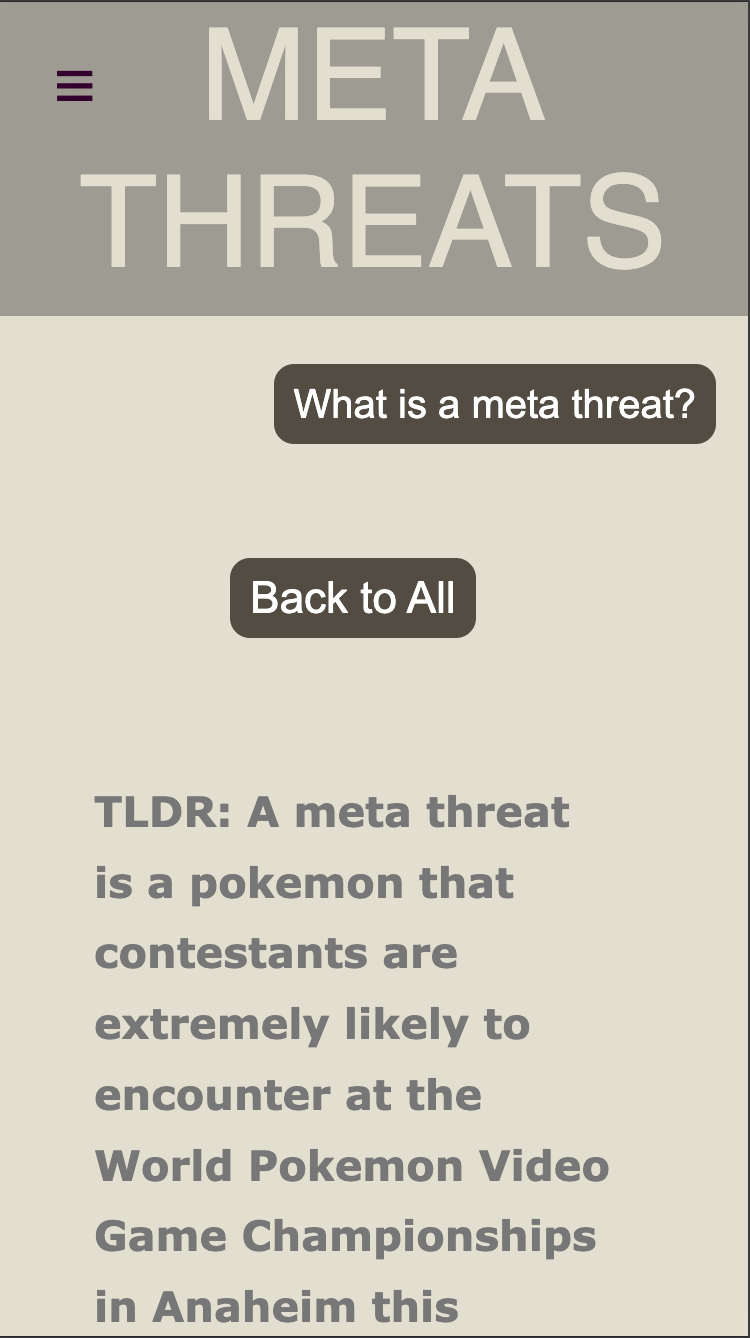 META
THREATS
What is a meta threat?
Back to All
TLDR: A meta threat
is a pokemon that
contestants are
extremely likely to
encounter at the
World Pokemon Video
Game Championships
in Anaheim this